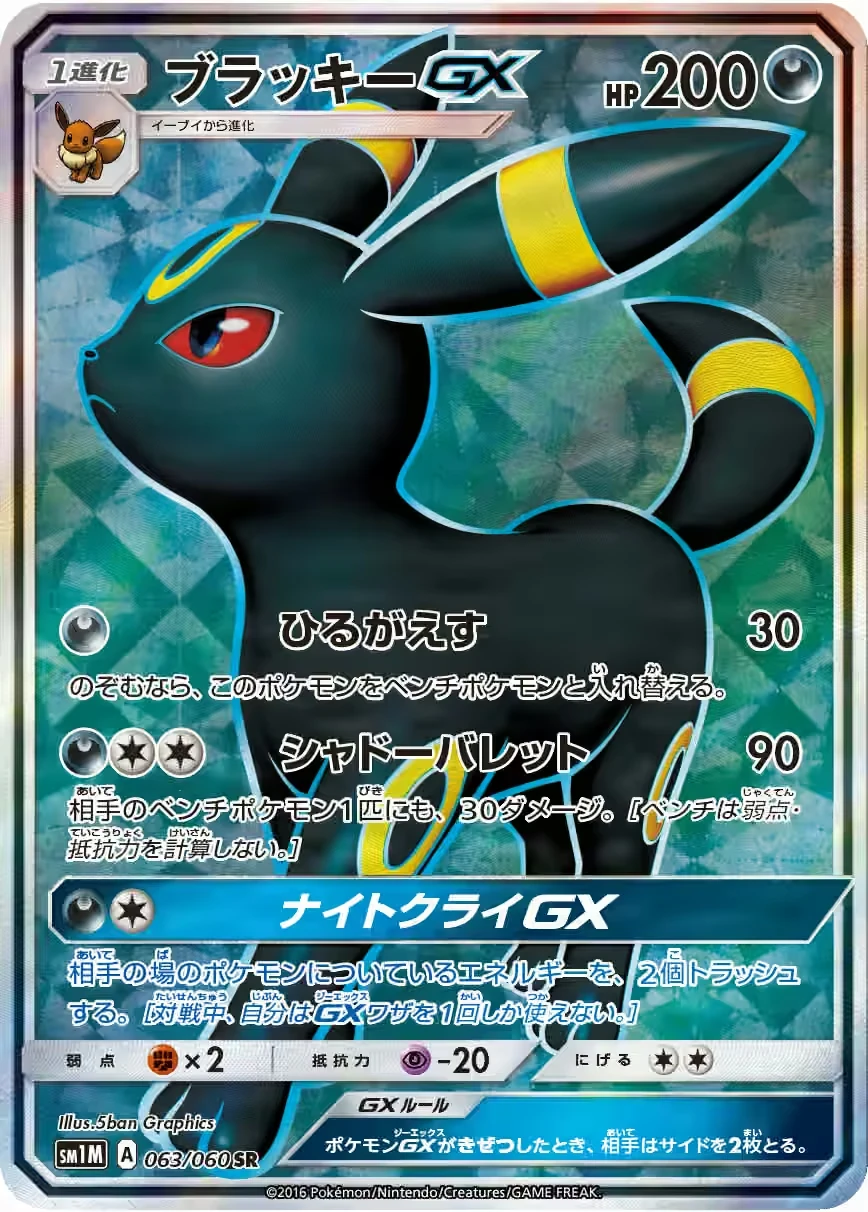 1進化 ブラッキーGX HP200
イーブイから進化
ひるがえす 30
のぞむなら、このポケモンをベンチポケモンと入れ替える。
シャドーバレット 90
相手のベンチポケモン1匹にも、30ダメージ。[ベンチは弱点・
抵抗力を計算しない。]
ナイトクライGX
相手の場のポケモンについているエネルギーを、2個トラッシュ
する。[対戦中、自分はGXワザを1回しか使えない。]
弱点 ×2 抵抗力 -20 にげる
GXルール
ポケモンGXがきぜつしたとき、相手はサイドを2枚とる。
Illus.5ban Graphics
SM1M A 063/060 SR
©2016 Pokémon/Nintendo/Creatures/GAME FREAK.